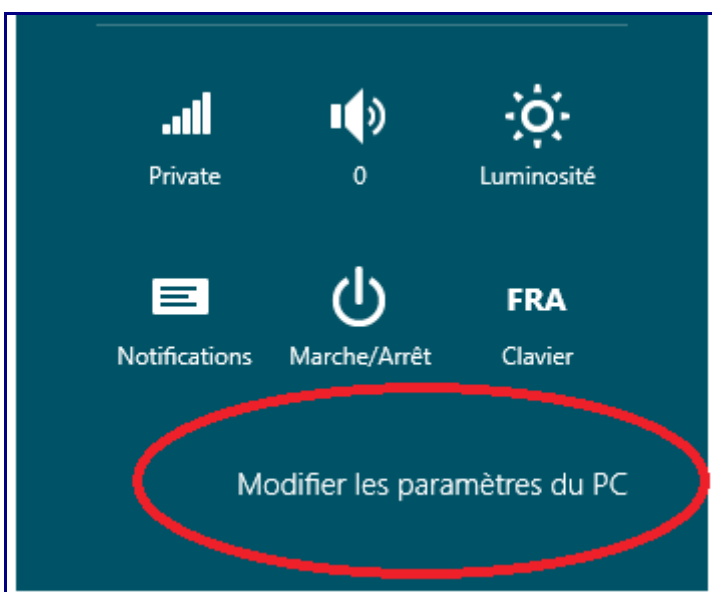 Private 0 Luminosité
FRA
Notifications Marche/Arrêt Clavier
Modifier les paramètres du PC